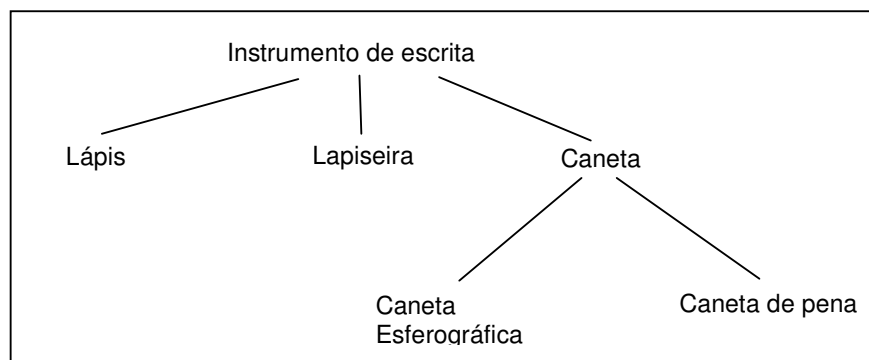 Instrumento de escrita
Lápis
Lapiseira
Caneta
Caneta
Esferográfica
Caneta de pena